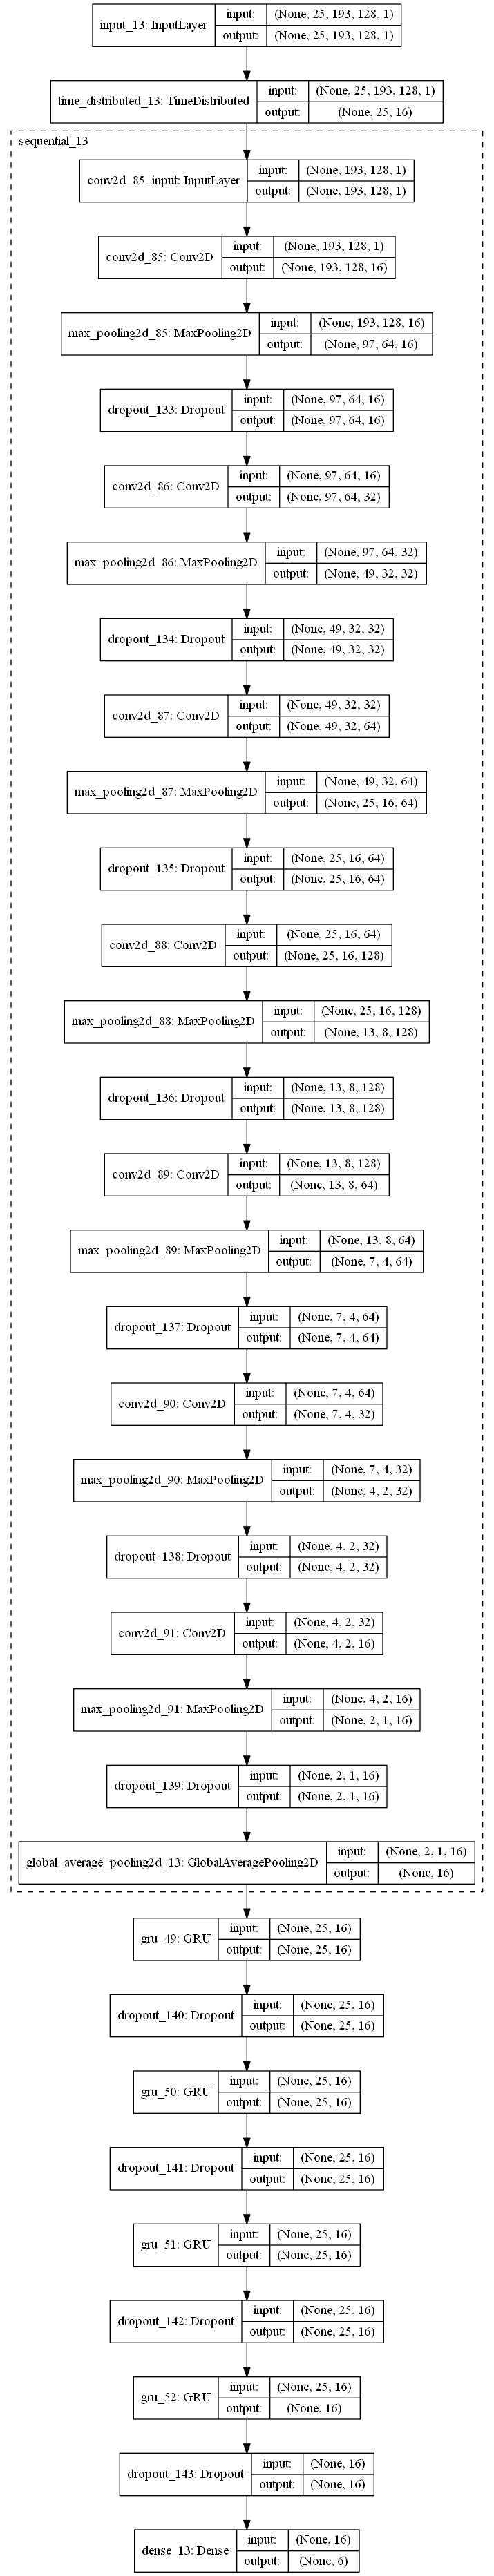 input_13: InputLayer input: (None, 25, 193, 128, 1)
output: (None, 25, 193, 128, 1)
time_distributed_13: TimeDistributed input: (None, 25, 193, 128, 1)
output: (None, 25, 16)
sequential_13
conv2d_85_input: InputLayer input: (None, 193, 128, 1)
output: (None, 193, 128, 1)
conv2d_85: Conv2D input: (None, 193, 128, 1)
output: (None, 193, 128, 16)
max_pooling2d_85: MaxPooling2D input: (None, 193, 128, 16)
output: (None, 97, 64, 16)
dropout_133: Dropout input: (None, 97, 64, 16)
output: (None, 97, 64, 16)
conv2d_86: Conv2D input: (None, 97, 64, 16)
output: (None, 97, 64, 32)
max_pooling2d_86: MaxPooling2D input: (None, 97, 64, 32)
output: (None, 49, 32, 32)
dropout_134: Dropout input: (None, 49, 32, 32)
output: (None, 49, 32, 32)
conv2d_87: Conv2D input: (None, 49, 32, 32)
output: (None, 49, 32, 64)
max_pooling2d_87: MaxPooling2D input: (None, 49, 32, 64)
output: (None, 25, 16, 64)
dropout_135: Dropout input: (None, 25, 16, 64)
output: (None, 25, 16, 64)
conv2d_88: Conv2D input: (None, 25, 16, 64)
output: (None, 25, 16, 128)
max_pooling2d_88: MaxPooling2D input: (None, 25, 16, 128)
output: (None, 13, 8, 128)
dropout_136: Dropout input: (None, 13, 8, 128)
output: (None, 13, 8, 128)
conv2d_89: Conv2D input: (None, 13, 8, 128)
output: (None, 13, 8, 64)
max_pooling2d_89: MaxPooling2D input: (None, 13, 8, 64)
output: (None, 7, 4, 64)
dropout_137: Dropout input: (None, 7, 4, 64)
output: (None, 7, 4, 64)
conv2d_90: Conv2D input: (None, 7, 4, 64)
output: (None, 7, 4, 32)
max_pooling2d_90: MaxPooling2D input: (None, 7, 4, 32)
output: (None, 4, 2, 32)
dropout_138: Dropout input: (None, 4, 2, 32)
output: (None, 4, 2, 32)
conv2d_91: Conv2D input: (None, 4, 2, 32)
output: (None, 4, 2, 16)
max_pooling2d_91: MaxPooling2D input: (None, 4, 2, 16)
output: (None, 2, 1, 16)
dropout_139: Dropout input: (None, 2, 1, 16)
output: (None, 2, 1, 16)
global_average_pooling2d_13: GlobalAveragePooling2D input: (None, 2, 1, 16)
output: (None, 16)
gru_49: GRU input: (None, 25, 16)
output: (None, 25, 16)
dropout_140: Dropout input: (None, 25, 16)
output: (None, 25, 16)
gru_50: GRU input: (None, 25, 16)
output: (None, 25, 16)
dropout_141: Dropout input: (None, 25, 16)
output: (None, 25, 16)
gru_51: GRU input: (None, 25, 16)
output: (None, 25, 16)
dropout_142: Dropout input: (None, 25, 16)
output: (None, 25, 16)
gru_52: GRU input: (None, 25, 16)
output: (None, 16)
dropout_143: Dropout input: (None, 16)
output: (None, 16)
dense_13: Dense input: (None, 16)
output: (None, 6)